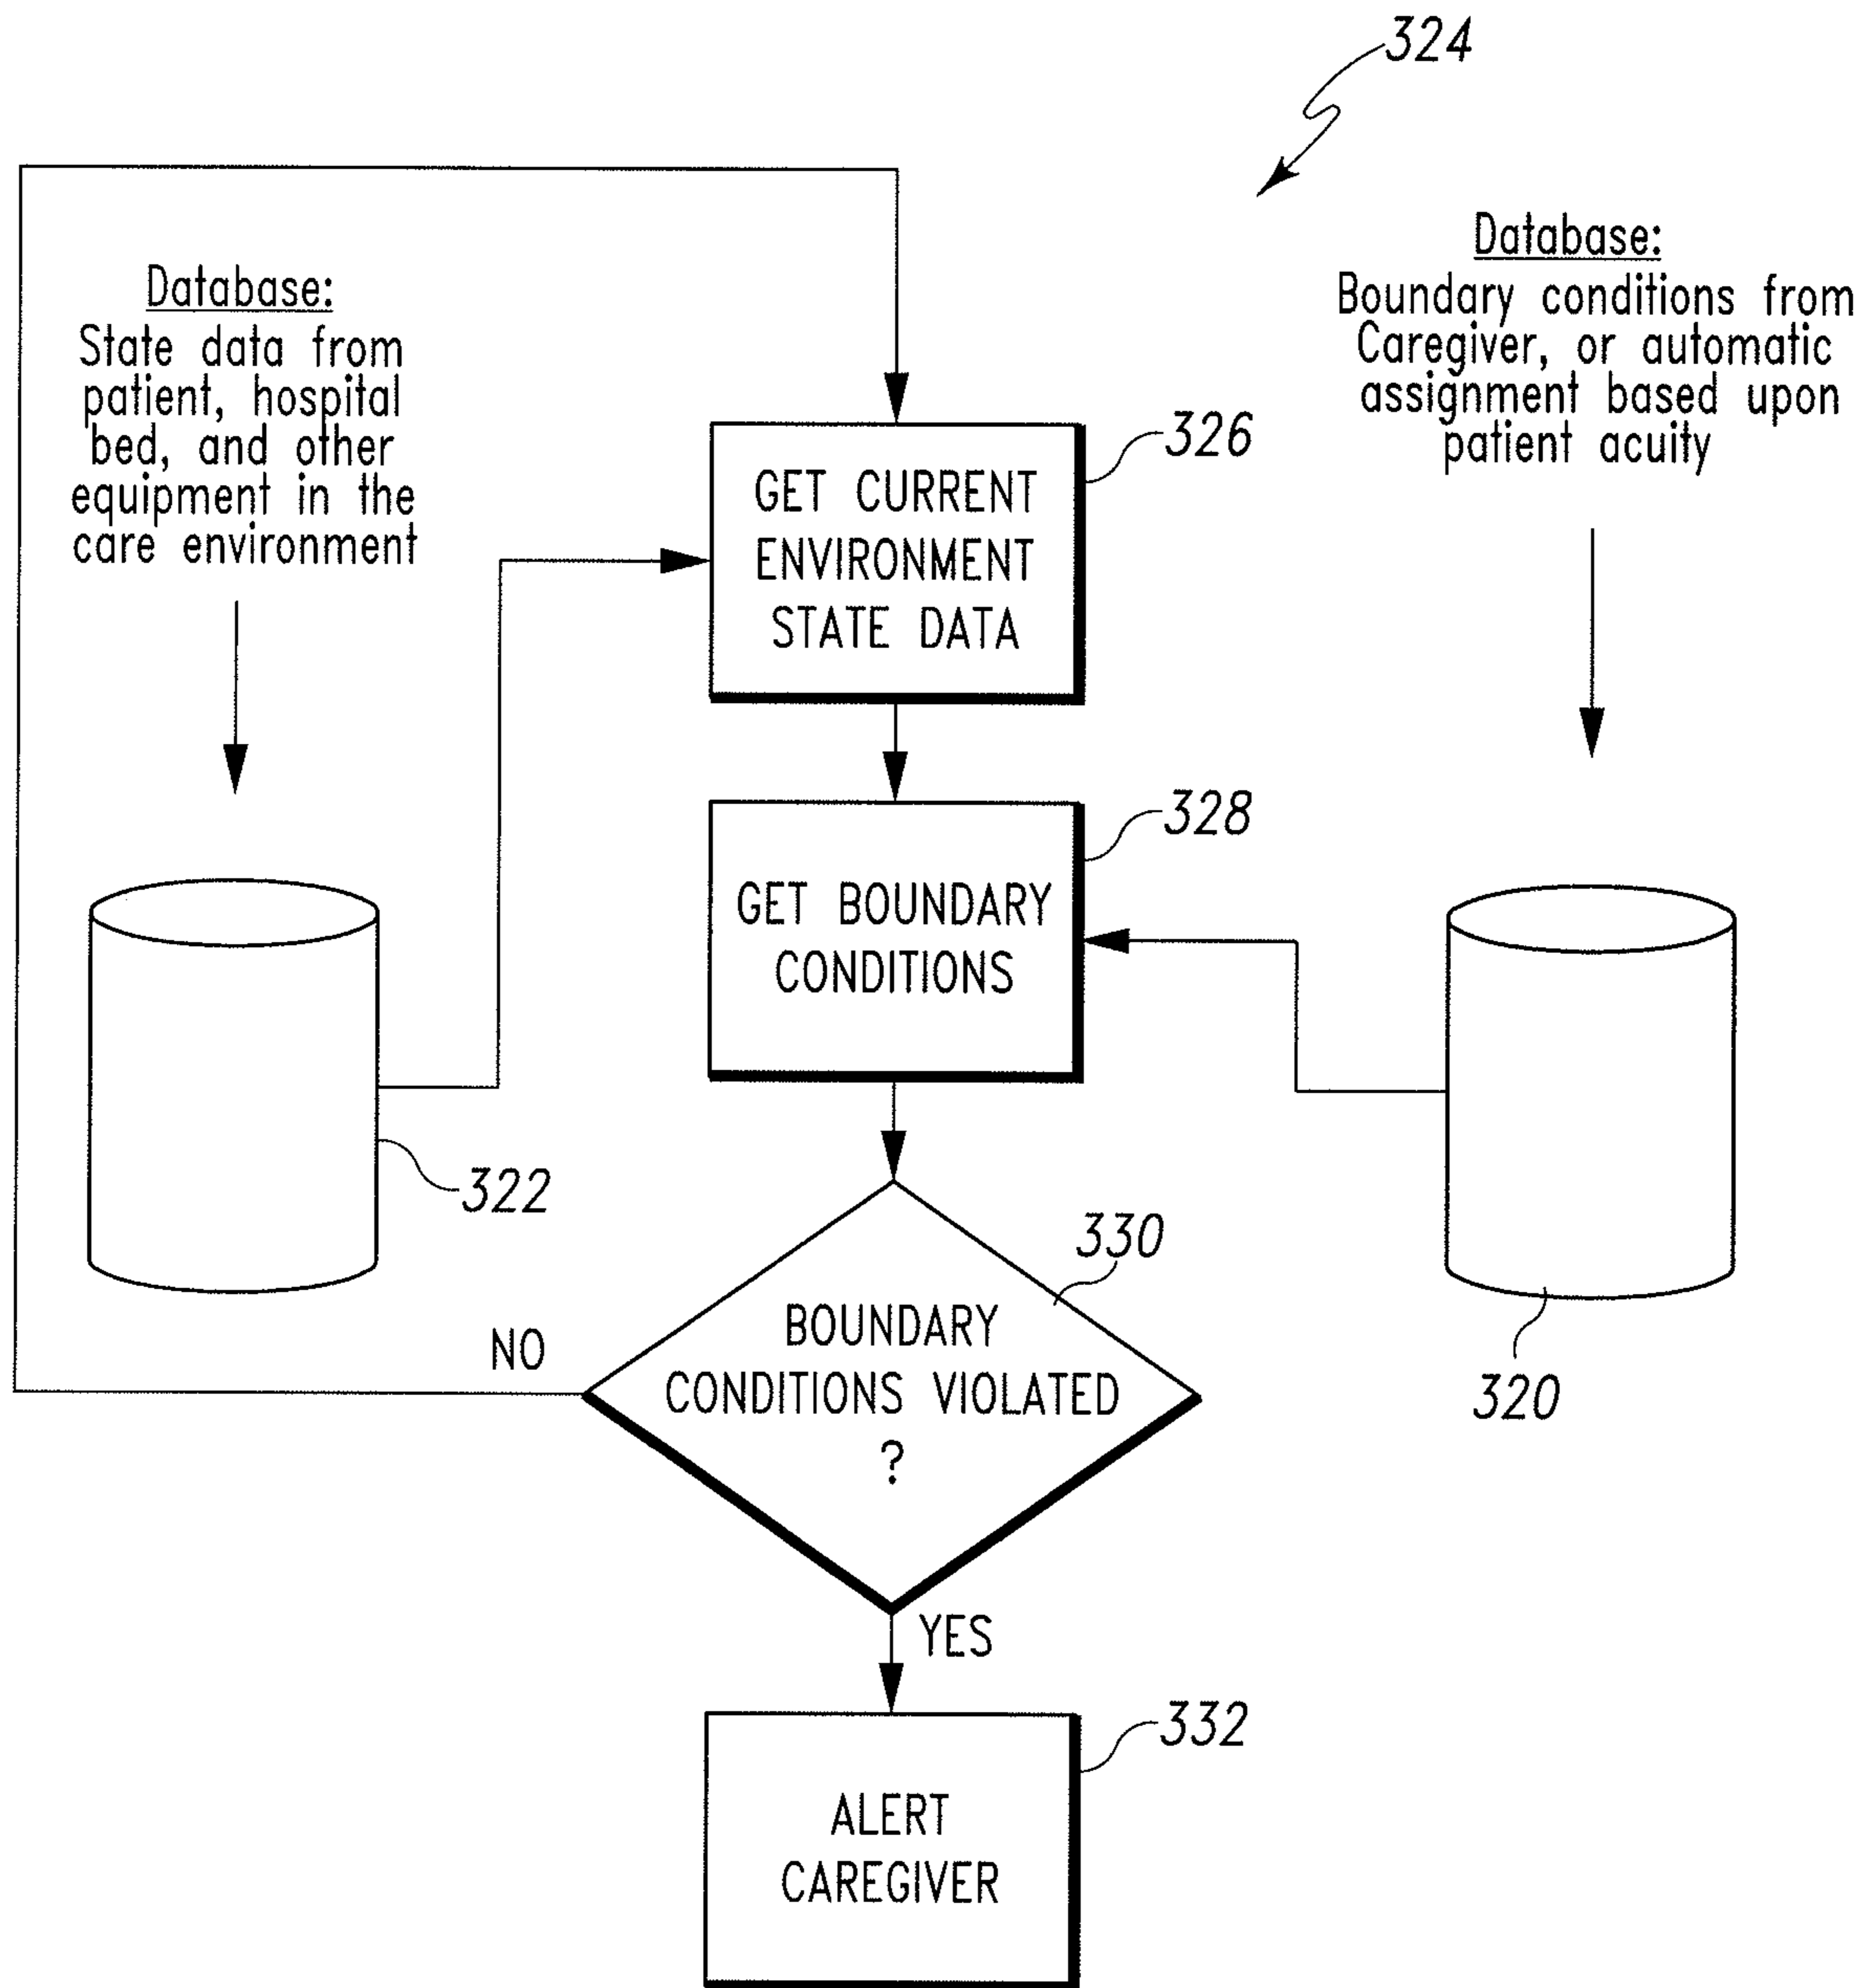 324
Database:
State data from
patient, hospital
bed, and other
equipment in the
care environment
Database:
Boundary conditions from
Caregiver, or automatic
assignment based upon
patient acuity
326
GET CURRENT
ENVIRONMENT
STATE DATA
328
GET BOUNDARY
CONDITIONS
322
330
BOUNDARY
CONDITIONS VIOLATED
?
NO
320
YES
332
ALERT
CAREGIVER